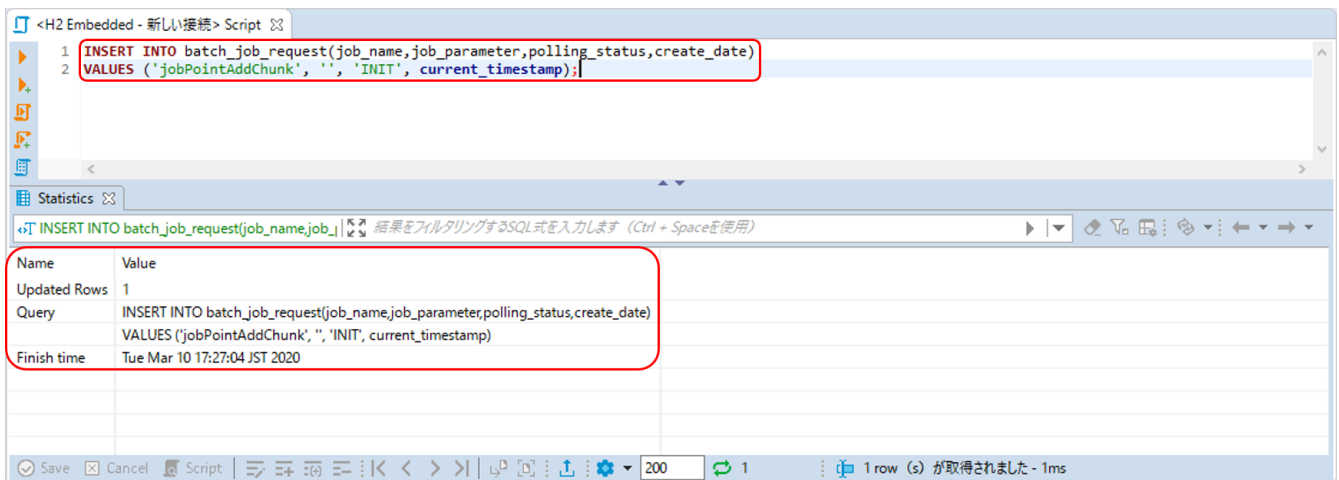 <H2 Embedded - 新しい接続> Script
1 INSERT INTO batch_job_request(job_name,job_parameter,polling_status,create_date)
2 VALUES ('jobPointAddChunk', '', 'INIT', current_timestamp);
Statistics
INSERT INTO batch_job_request(job_name,job_p 結果をフィルタリングするSQL式を入力します (Ctrl + Spaceを使用)
Name Value
Updated Rows 1
Query INSERT INTO batch_job_request(job_name,job_parameter,polling_status,create_date)
VALUES ('jobPointAddChunk', '', 'INIT', current_timestamp)
Finish time Tue Mar 10 17:27:04 JST 2020
Save Cancel Script 200 1 1 row (s) が取得されました - 1ms